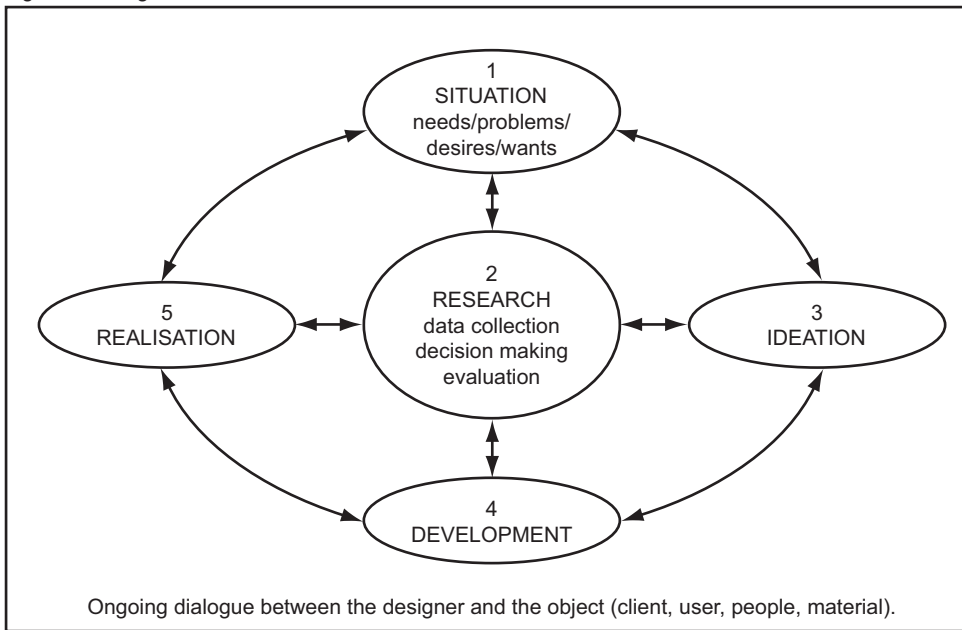 1
SITUATION
needs/problems/
desires/wants
2
RESEARCH
data collection
decision making
evaluation
5
REALISATION
3
IDEATION
4
DEVELOPMENT
Ongoing dialogue between the designer and the object (client, user, people, material).